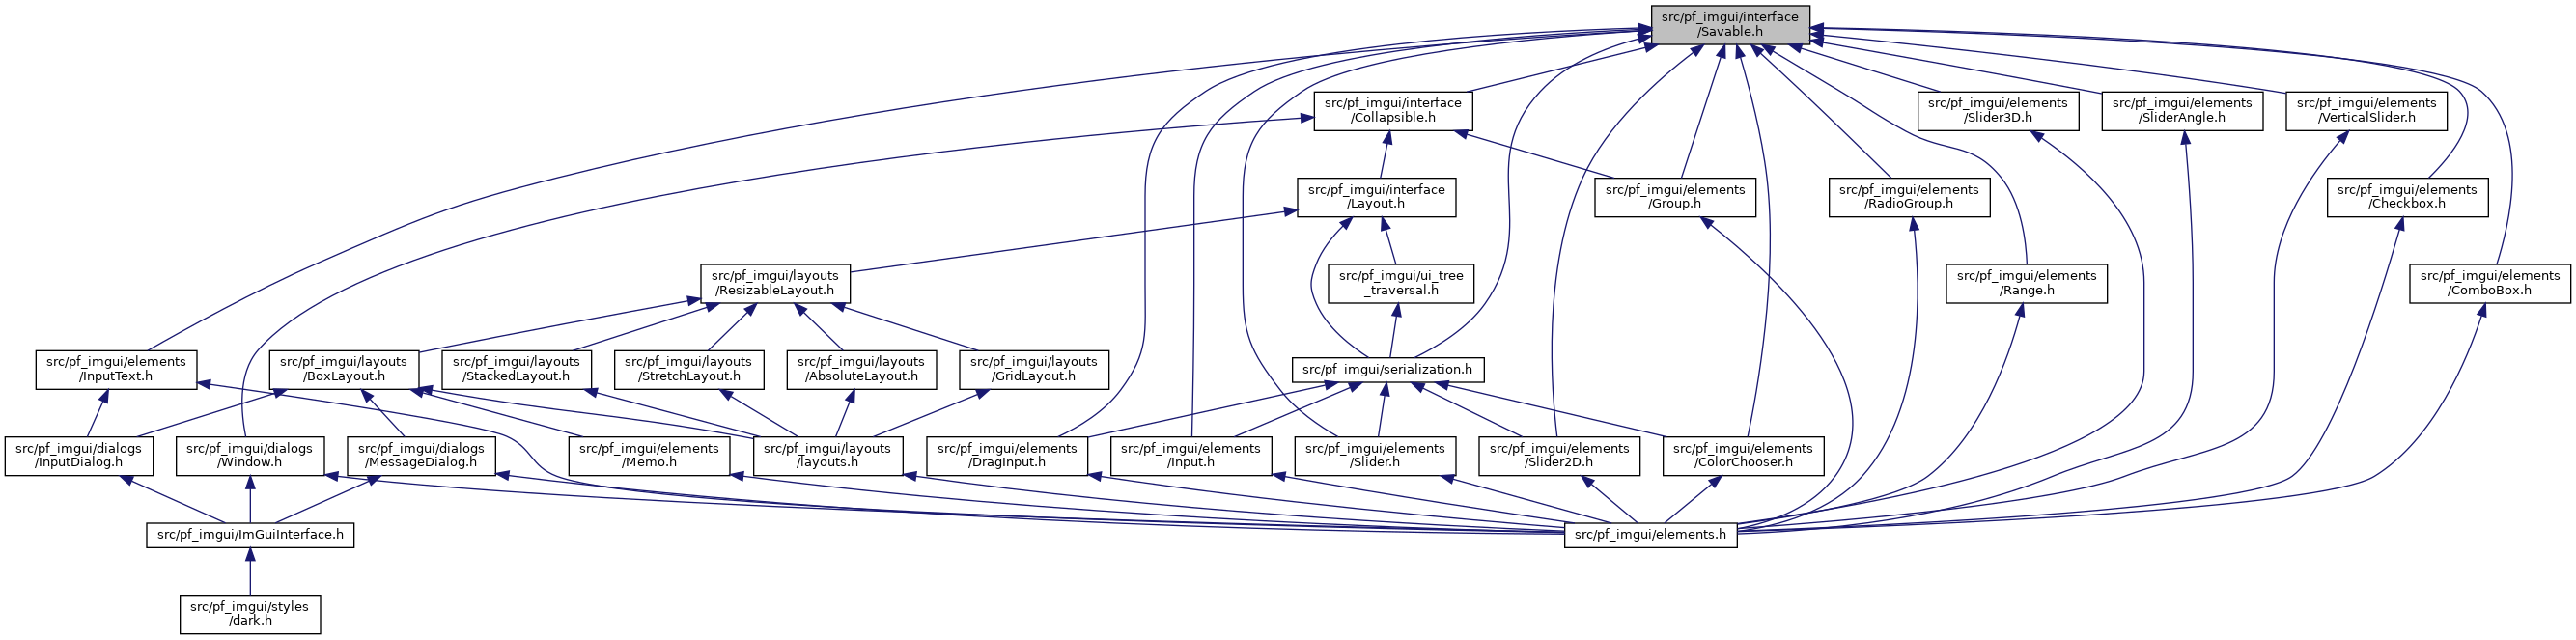 src/pf_imgui/interface
/Savable.h
src/pf_imgui/interface
/Collapsible.h
src/pf_imgui/elements
/Slider3D.h
src/pf_imgui/elements
/SliderAngle.h
src/pf_imgui/elements
/VerticalSlider.h
src/pf_imgui/interface
/Layout.h
src/pf_imgui/elements
/Group.h
src/pf_imgui/elements
/RadioGroup.h
src/pf_imgui/elements
/Checkbox.h
src/pf_imgui/layouts
/ResizableLayout.h
src/pf_imgui/ui_tree
_traversal.h
src/pf_imgui/elements
/Range.h
src/pf_imgui/elements
/ComboBox.h
src/pf_imgui/elements
/InputText.h
src/pf_imgui/layouts
/BoxLayout.h
src/pf_imgui/layouts
/StackedLayout.h
src/pf_imgui/layouts
/StretchLayout.h
src/pf_imgui/layouts
/AbsoluteLayout.h
src/pf_imgui/layouts
/GridLayout.h
src/pf_imgui/serialization.h
src/pf_imgui/dialogs
/InputDialog.h
src/pf_imgui/dialogs
/Window.h
src/pf_imgui/dialogs
/MessageDialog.h
src/pf_imgui/elements
/Memo.h
src/pf_imgui/layouts
/layouts.h
src/pf_imgui/elements
/DragInput.h
src/pf_imgui/elements
/Input.h
src/pf_imgui/elements
/Slider.h
src/pf_imgui/elements
/Slider2D.h
src/pf_imgui/elements
/ColorChooser.h
src/pf_imgui/ImGuiInterface.h
src/pf_imgui/elements.h
src/pf_imgui/styles
/dark.h